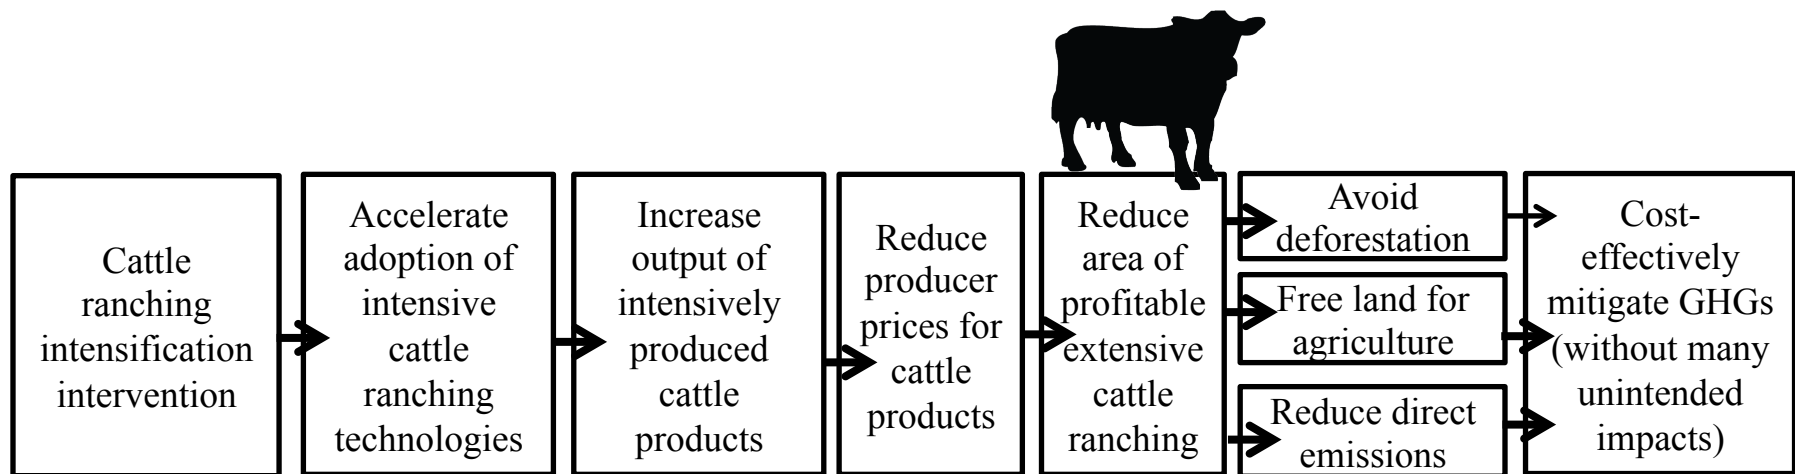 Cattle
ranching
intensification
intervention
Accelerate
adoption of
intensive
cattle
ranching
technologies
Increase
output of
intensively
produced
cattle
products
Reduce
producer
prices for
cattle
products
Reduce
area of
profitable
extensive
cattle
ranching
Avoid
deforestation
Free land for
agriculture
Reduce direct
emissions
Cost-
effectively
mitigate GHGs
(without many
unintended
impacts)